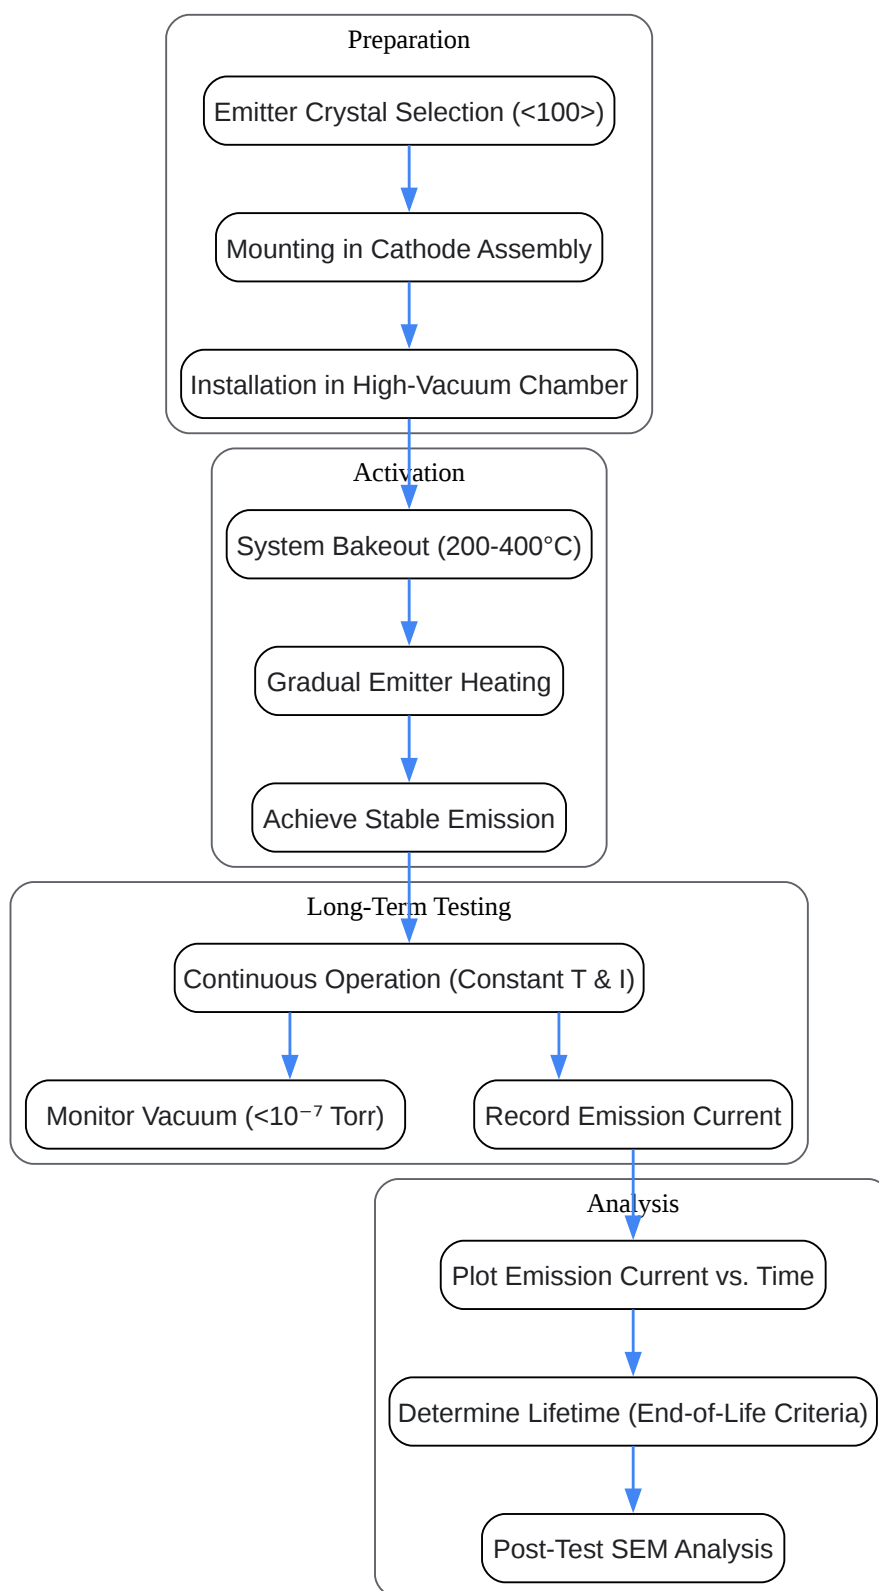 Preparation
Emitter Crystal Selection (<100>)
Mounting in Cathode Assembly
Installation in High-Vacuum Chamber
Activation
System Bakeout (200-400°C)
Gradual Emitter Heating
Achieve Stable Emission
Long-Term Testing
Continuous Operation (Constant T & I)
Monitor Vacuum (<10⁻⁷ Torr)
Record Emission Current
Analysis
Plot Emission Current vs. Time
Determine Lifetime (End-of-Life Criteria)
Post-Test SEM Analysis